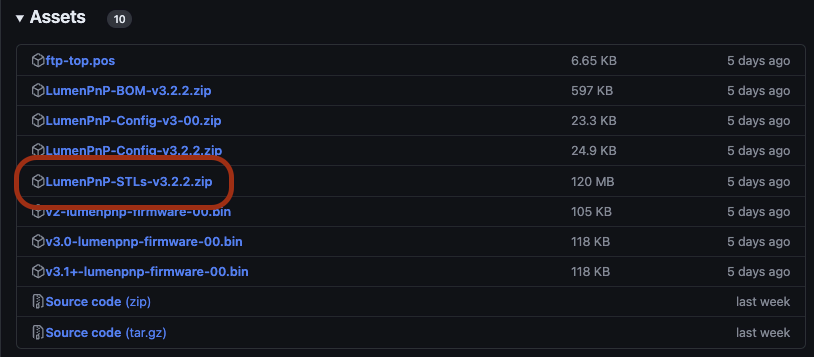 Assets 10
ftp-top.pos 6.65 KB 5 days ago
LumenPnP-BOM-v3.2.2.zip 597 KB 5 days ago
LumenPnP-Config-v3-00.zip 23.3 KB 5 days ago
LumenPnP-Config-v3.2.2.zip 24.9 KB 5 days ago
LumenPnP-STLs-v3.2.2.zip 120 MB 5 days ago
v2-lumenpnp-firmware-00.bin 105 KB 5 days ago
v3.0-lumenpnp-firmware-00.bin 118 KB 5 days ago
v3.1+-lumenpnp-firmware-00.bin 118 KB 5 days ago
Source code (zip) last week
Source code (tar.gz) last week